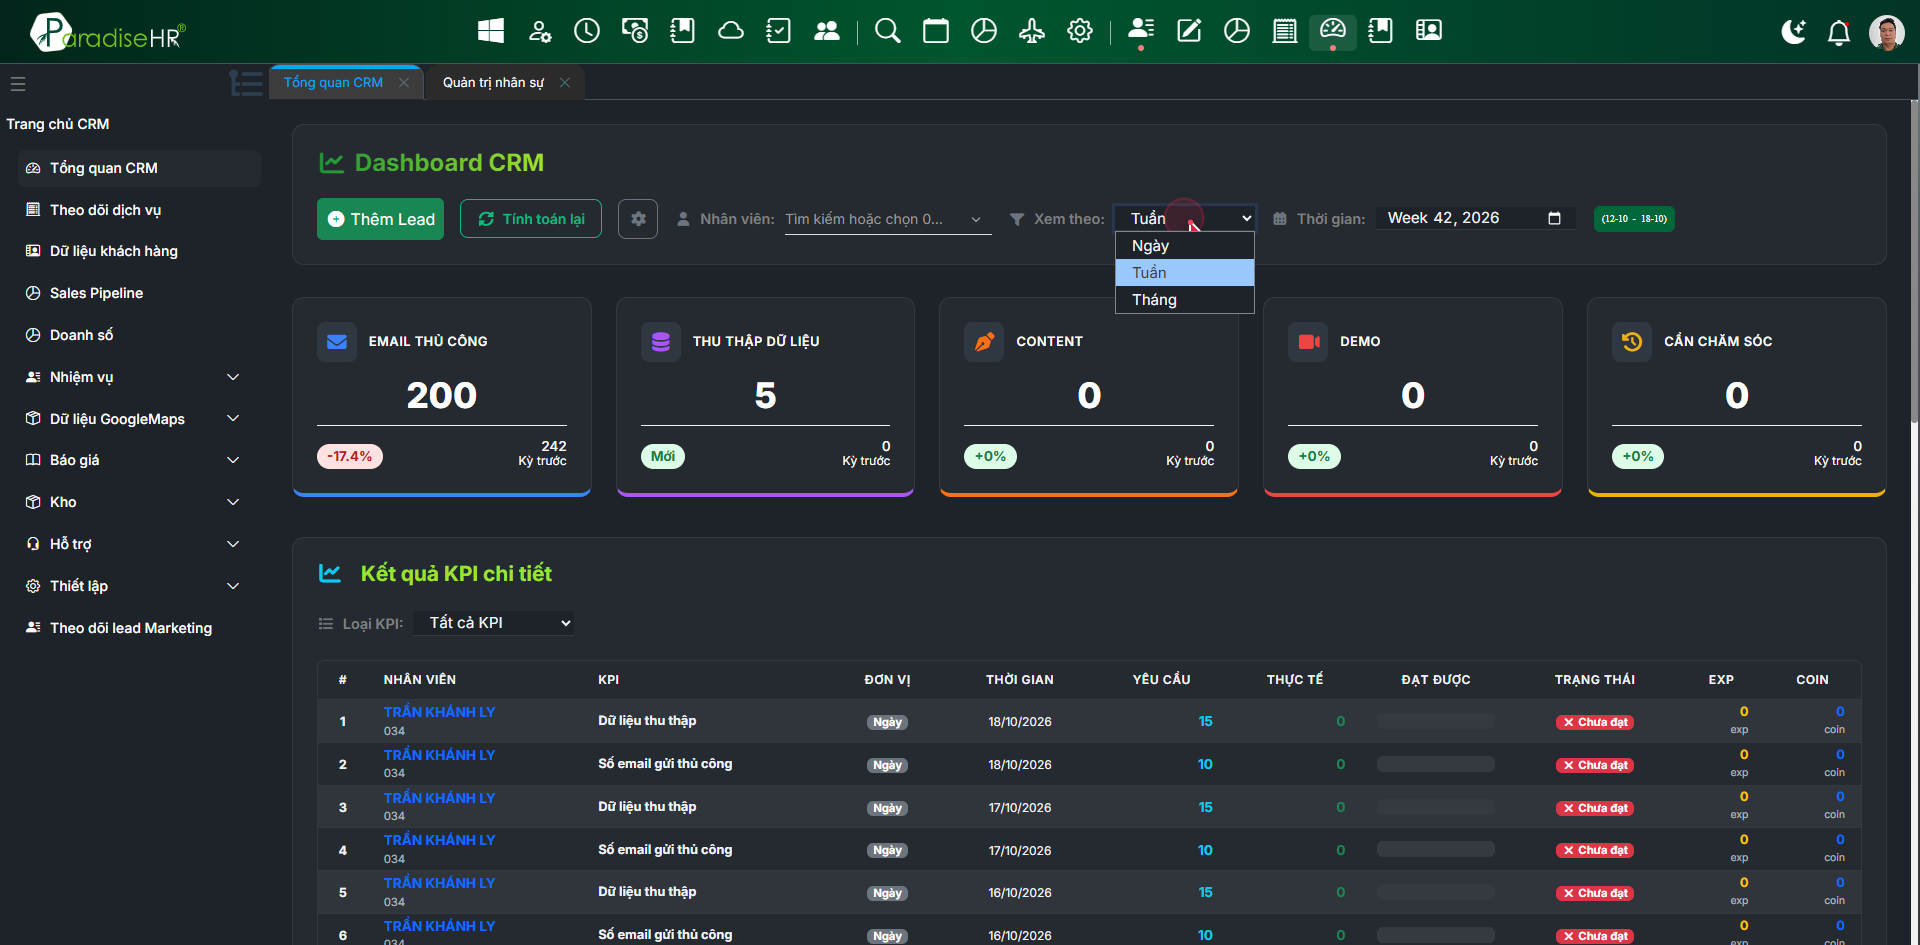 ParadiseHR®
Tổng quan CRM
Quản trị nhân sự
Trang chủ CRM
Tổng quan CRM
Theo dõi dịch vụ
Dữ liệu khách hàng
Sales Pipeline
Doanh số
Nhiệm vụ
Dữ liệu GoogleMaps
Báo giá
Kho
Hỗ trợ
Thiết lập
Theo dõi lead Marketing
Dashboard CRM
Thêm Lead
Tính toán lại
Nhân viên: Tìm kiếm hoặc chọn 0...
Xem theo: Tuần
Thời gian: Week 42, 2026
(12-10 - 18-10)
Ngày
Tuần
Tháng
EMAIL THỦ CÔNG
200
-17.4%
242
Kỳ trước
THU THẬP DỮ LIỆU
5
Mới
0
Kỳ trước
CONTENT
0
+0%
0
Kỳ trước
DEMO
0
+0%
0
Kỳ trước
CẦN CHĂM SÓC
0
+0%
0
Kỳ trước
Kết quả KPI chi tiết
Loại KPI: Tất cả KPI
# NHÂN VIÊN KPI ĐƠN VỊ THỜI GIAN YÊU CẦU THỰC TẾ ĐẠT ĐƯỢC TRẠNG THÁI EXP COIN
1 TRẦN KHÁNH LY 034 Dữ liệu thu thập Ngày 18/10/2026 15 0 Chưa đạt 0 exp 0 coin
2 TRẦN KHÁNH LY 034 Số email gửi thủ công Ngày 18/10/2026 10 0 Chưa đạt 0 exp 0 coin
3 TRẦN KHÁNH LY 034 Dữ liệu thu thập Ngày 17/10/2026 15 0 Chưa đạt 0 exp 0 coin
4 TRẦN KHÁNH LY 034 Số email gửi thủ công Ngày 17/10/2026 10 0 Chưa đạt 0 exp 0 coin
5 TRẦN KHÁNH LY 034 Dữ liệu thu thập Ngày 16/10/2026 15 0 Chưa đạt 0 exp 0 coin
6 TRẦN KHÁNH LY 034 Số email gửi thủ công Ngày 16/10/2026 10 0 Chưa đạt 0 exp 0 coin